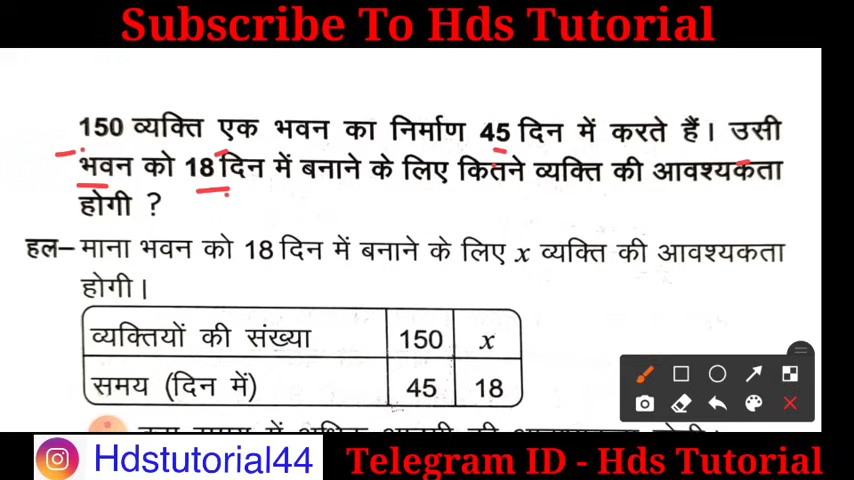 Subscribe To Hds Tutorial
150 व्यक्ति एक भवन का निर्माण 45 दिन में करते हैं। उसी
भवन को 18 दिन में बनाने के लिए कितने व्यक्ति की आवश्यकता
होगी ?
हल– माना भवन को 18 दिन में बनाने के लिए x व्यक्ति की आवश्यकता
होगी।
व्यक्तियों की संख्या 150 x
समय (दिन में) 45 18
Hdstutorial44 Telegram ID - Hds Tutorial